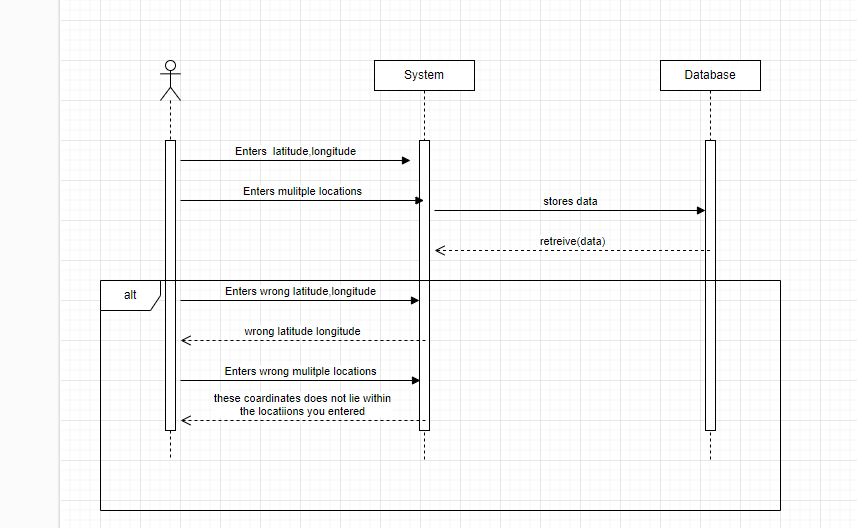 System
Database
Enters latitude,longitude
Enters mulitple locations
stores data
retreive(data)
alt
Enters wrong latitude,longitude
wrong latitude longitude
Enters wrong mulitple locations
these coardinates does not lie within
the locatiions you entered